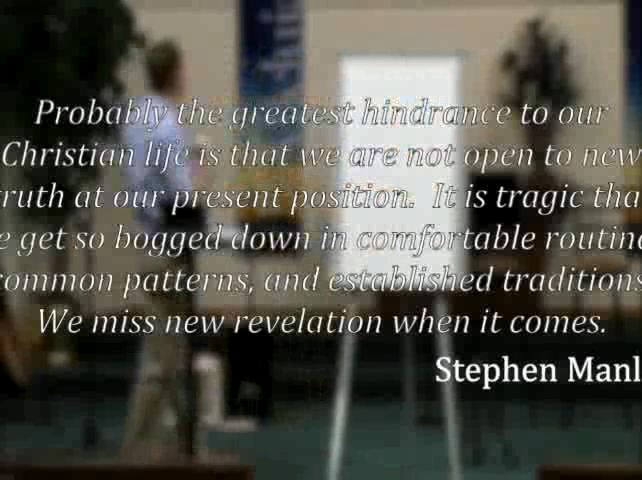 Probably the greatest hindrance to our
Christian life is that we are not open to new
truth at our present position. It is tragic tha
e get so bogged down in comfortable routin
common patterns, and established traditions
We miss new revelation when it comes.
Stephen Manl